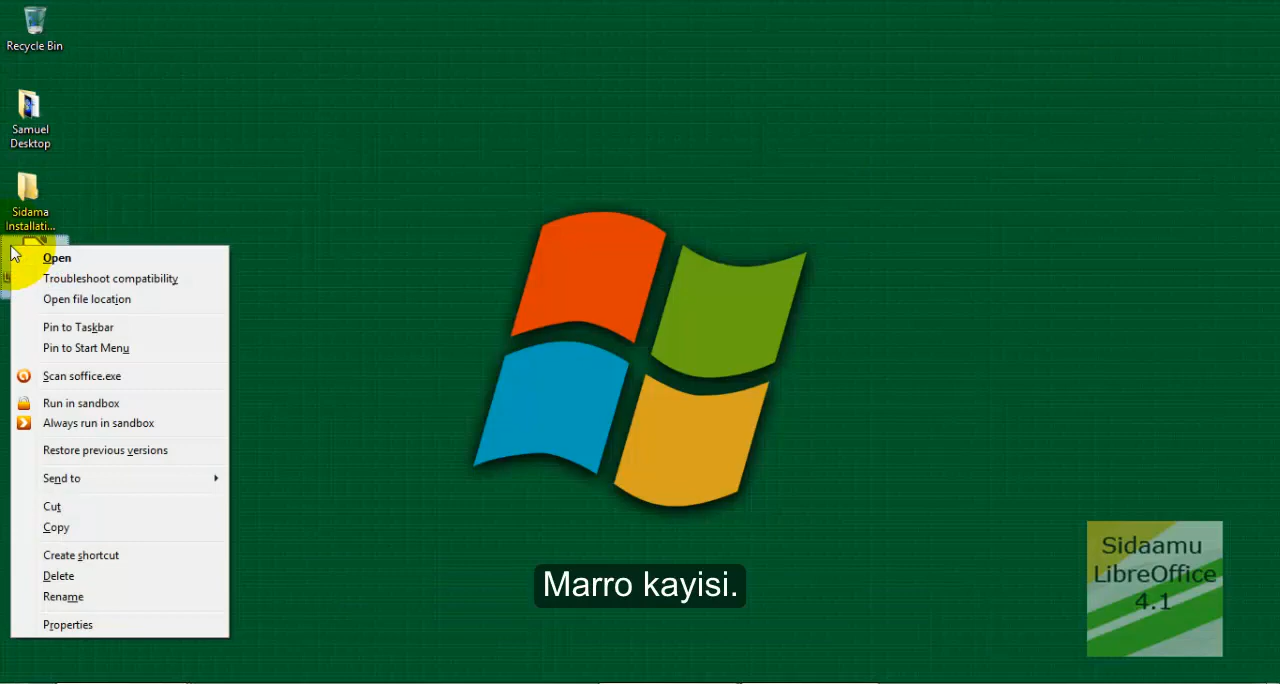 Recycle Bin
Samuel
Desktop
Sidama
Installati...
Open
Troubleshoot compatibility
Open file location
Pin to Taskbar
Pin to Start Menu
Scan soffice.exe
Run in sandbox
Always run in sandbox
Restore previous versions
Send to
Cut
Copy
Create shortcut
Delete
Rename
Properties
Marro kayisi.
Sidaamu
LibreOffice
4.1